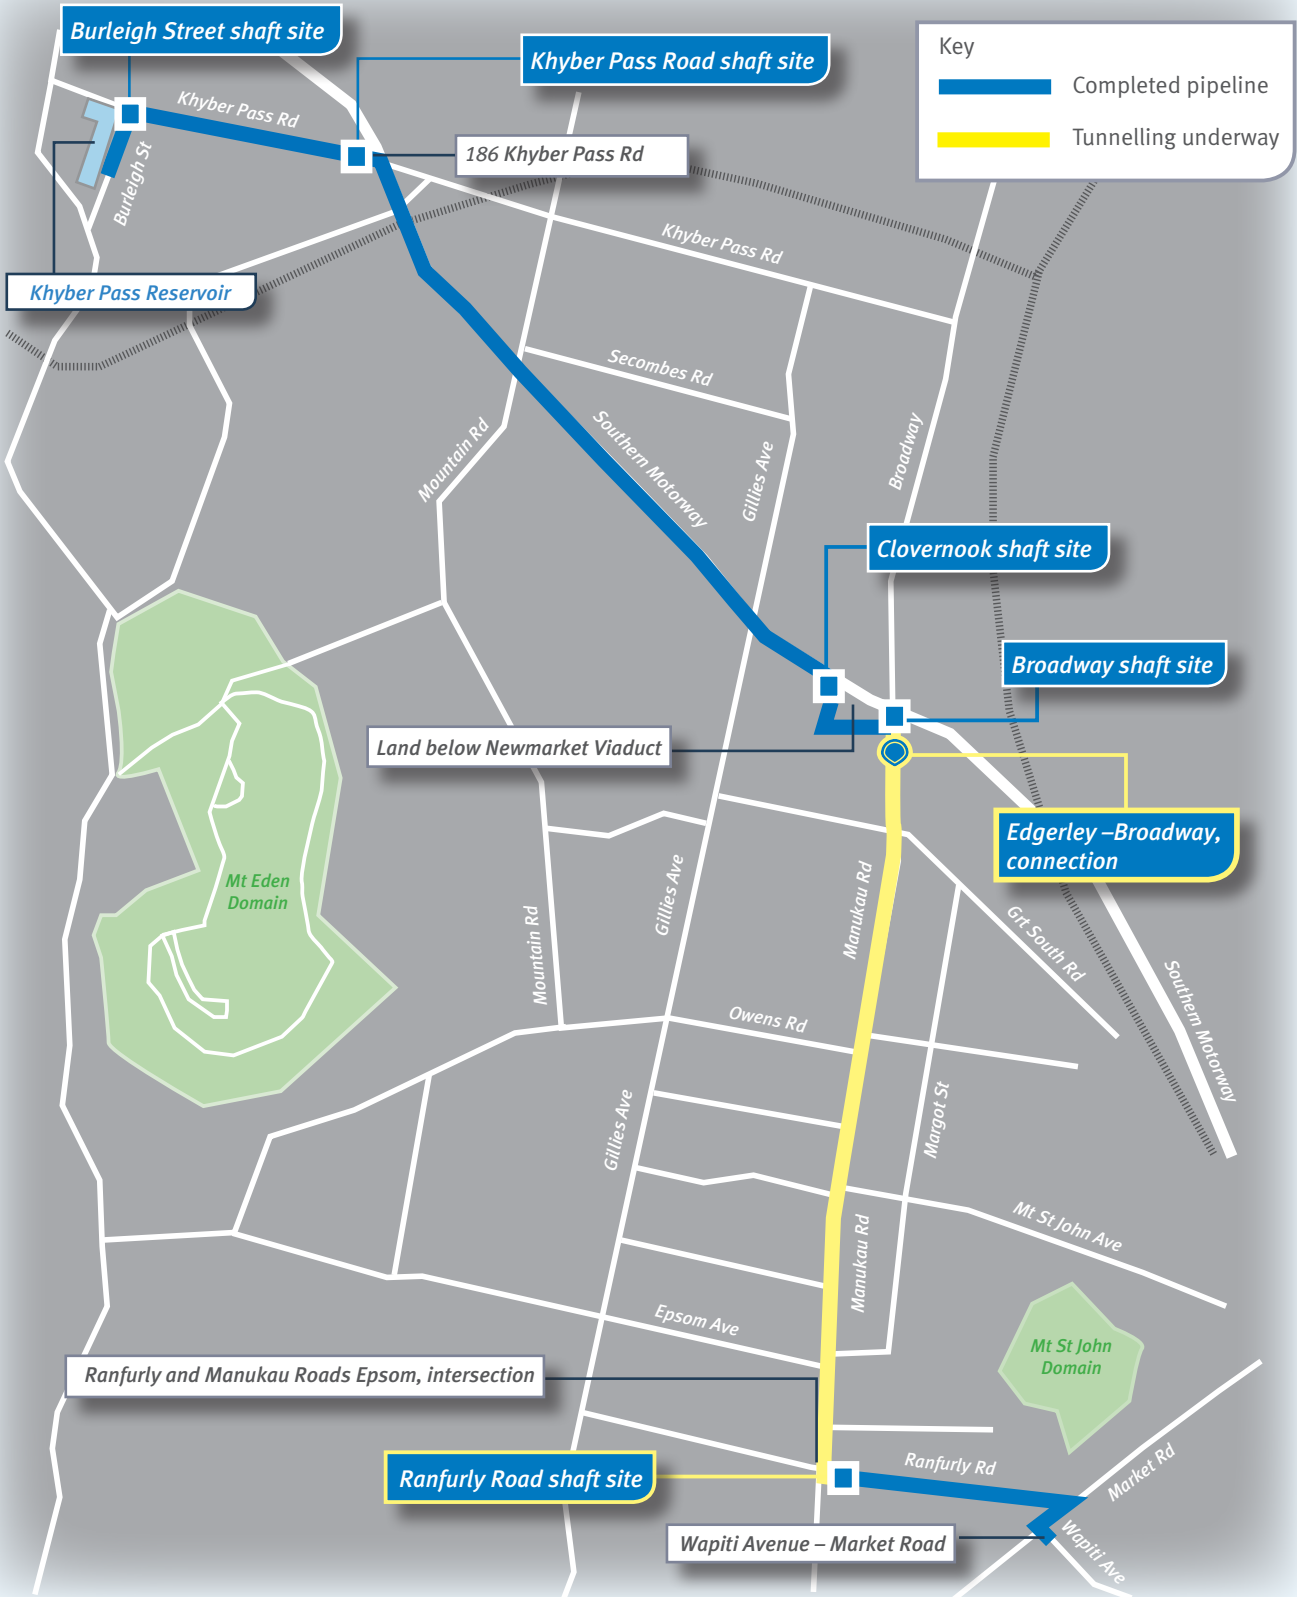 Burleigh Street shaft site
Khyber Pass Road shaft site
Key
Completed pipeline
Tunnelling underway
Khyber Pass Rd
186 Khyber Pass Rd
Burleigh St
Khyber Pass Rd
Khyber Pass Reservoir
Secombes Rd
Southern Motorway
Mountain Rd
Gillies Ave
Broadway
Clovernook shaft site
Broadway shaft site
Land below Newmarket Viaduct
Edgerley –Broadway,
connection
Mt Eden
Domain
Gillies Ave
Manukau Rd
Mountain Rd
Grt South Rd
Southern Motorway
Owens Rd
Gillies Ave
Margot St
Manukau Rd
Mt St John Ave
Epsom Ave
Mt St John
Domain
Ranfurly and Manukau Roads Epsom, intersection
Ranfurly Road shaft site
Ranfurly Rd
Market Rd
Wapiti Avenue – Market Road
Wapiti Ave